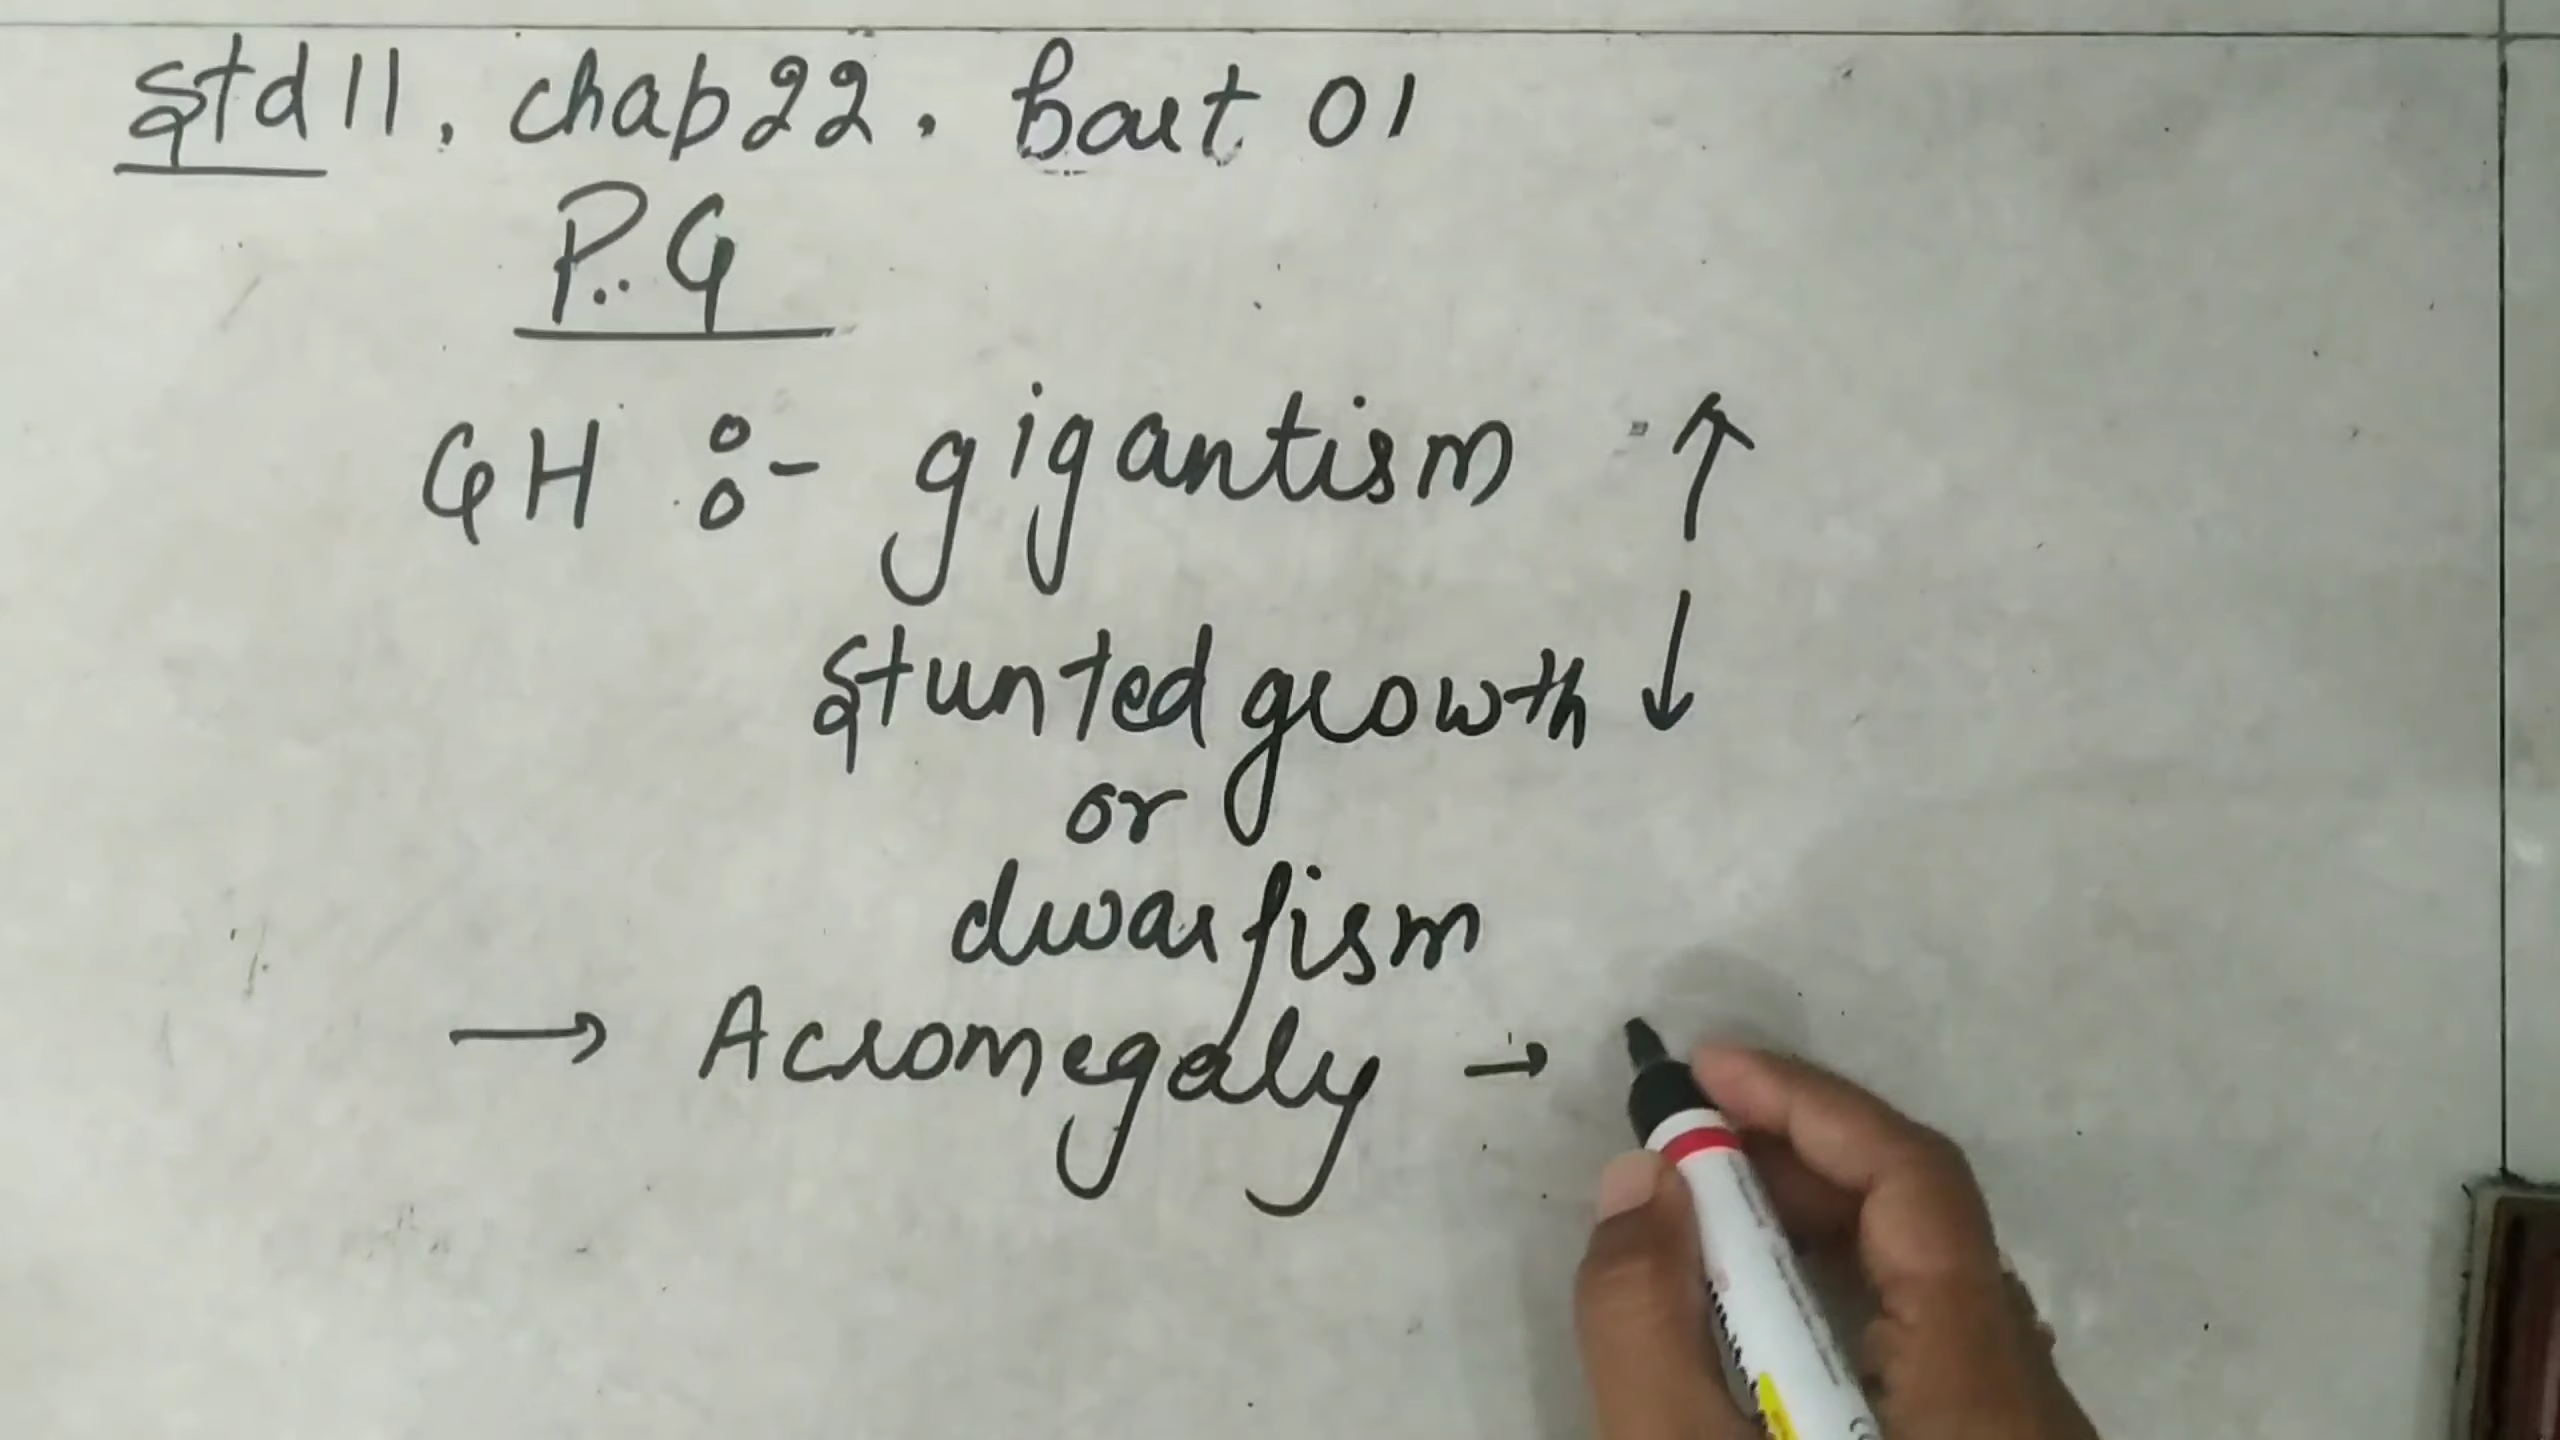 Std 11, chap 22. Part 01
P.G
GH :- gigantism ↑
Stunted growth ↓
or
dwarfism
→ Acromegaly →